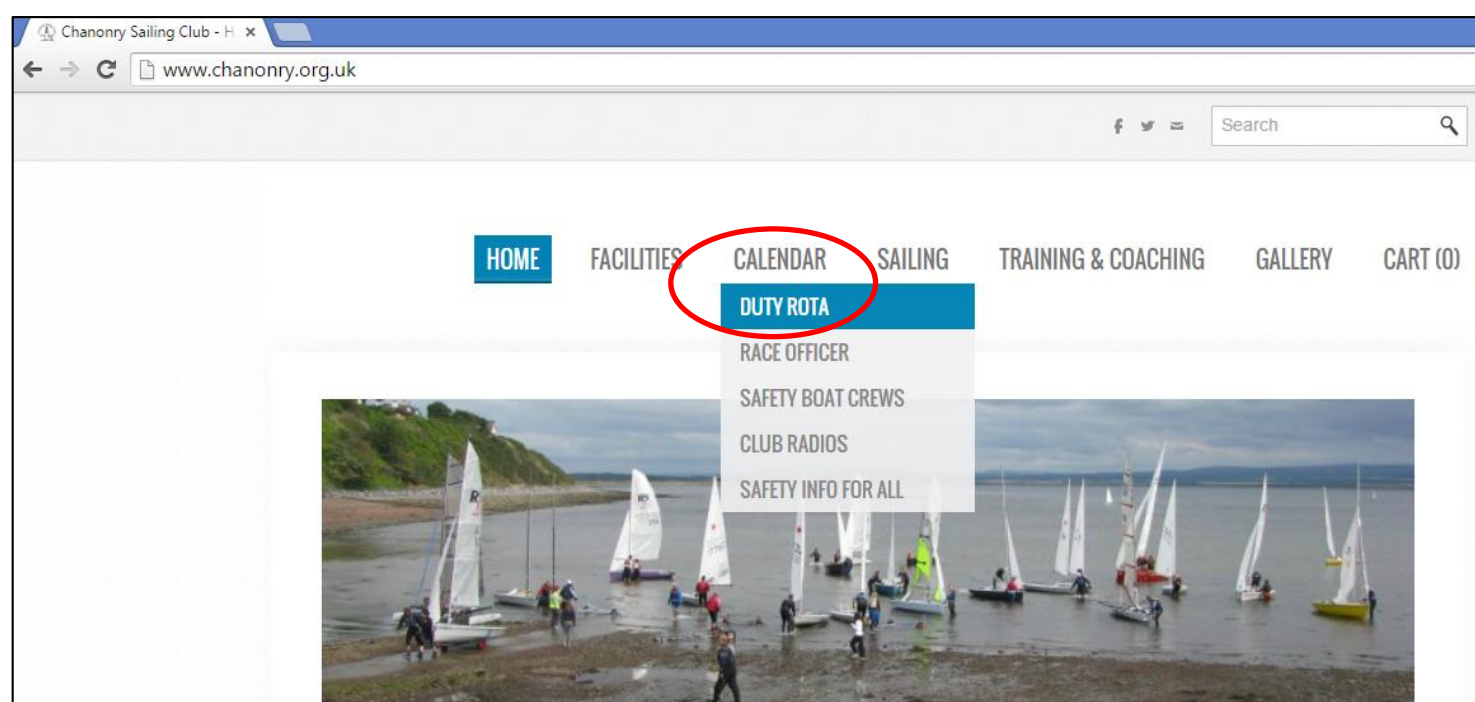 Chanonry Sailing Club - H
www.chanonry.org.uk
Search
HOME FACILITIES CALENDAR SAILING TRAINING & COACHING GALLERY CART (0)
DUTY ROTA
RACE OFFICER
SAFETY BOAT CREWS
CLUB RADIOS
SAFETY INFO FOR ALL